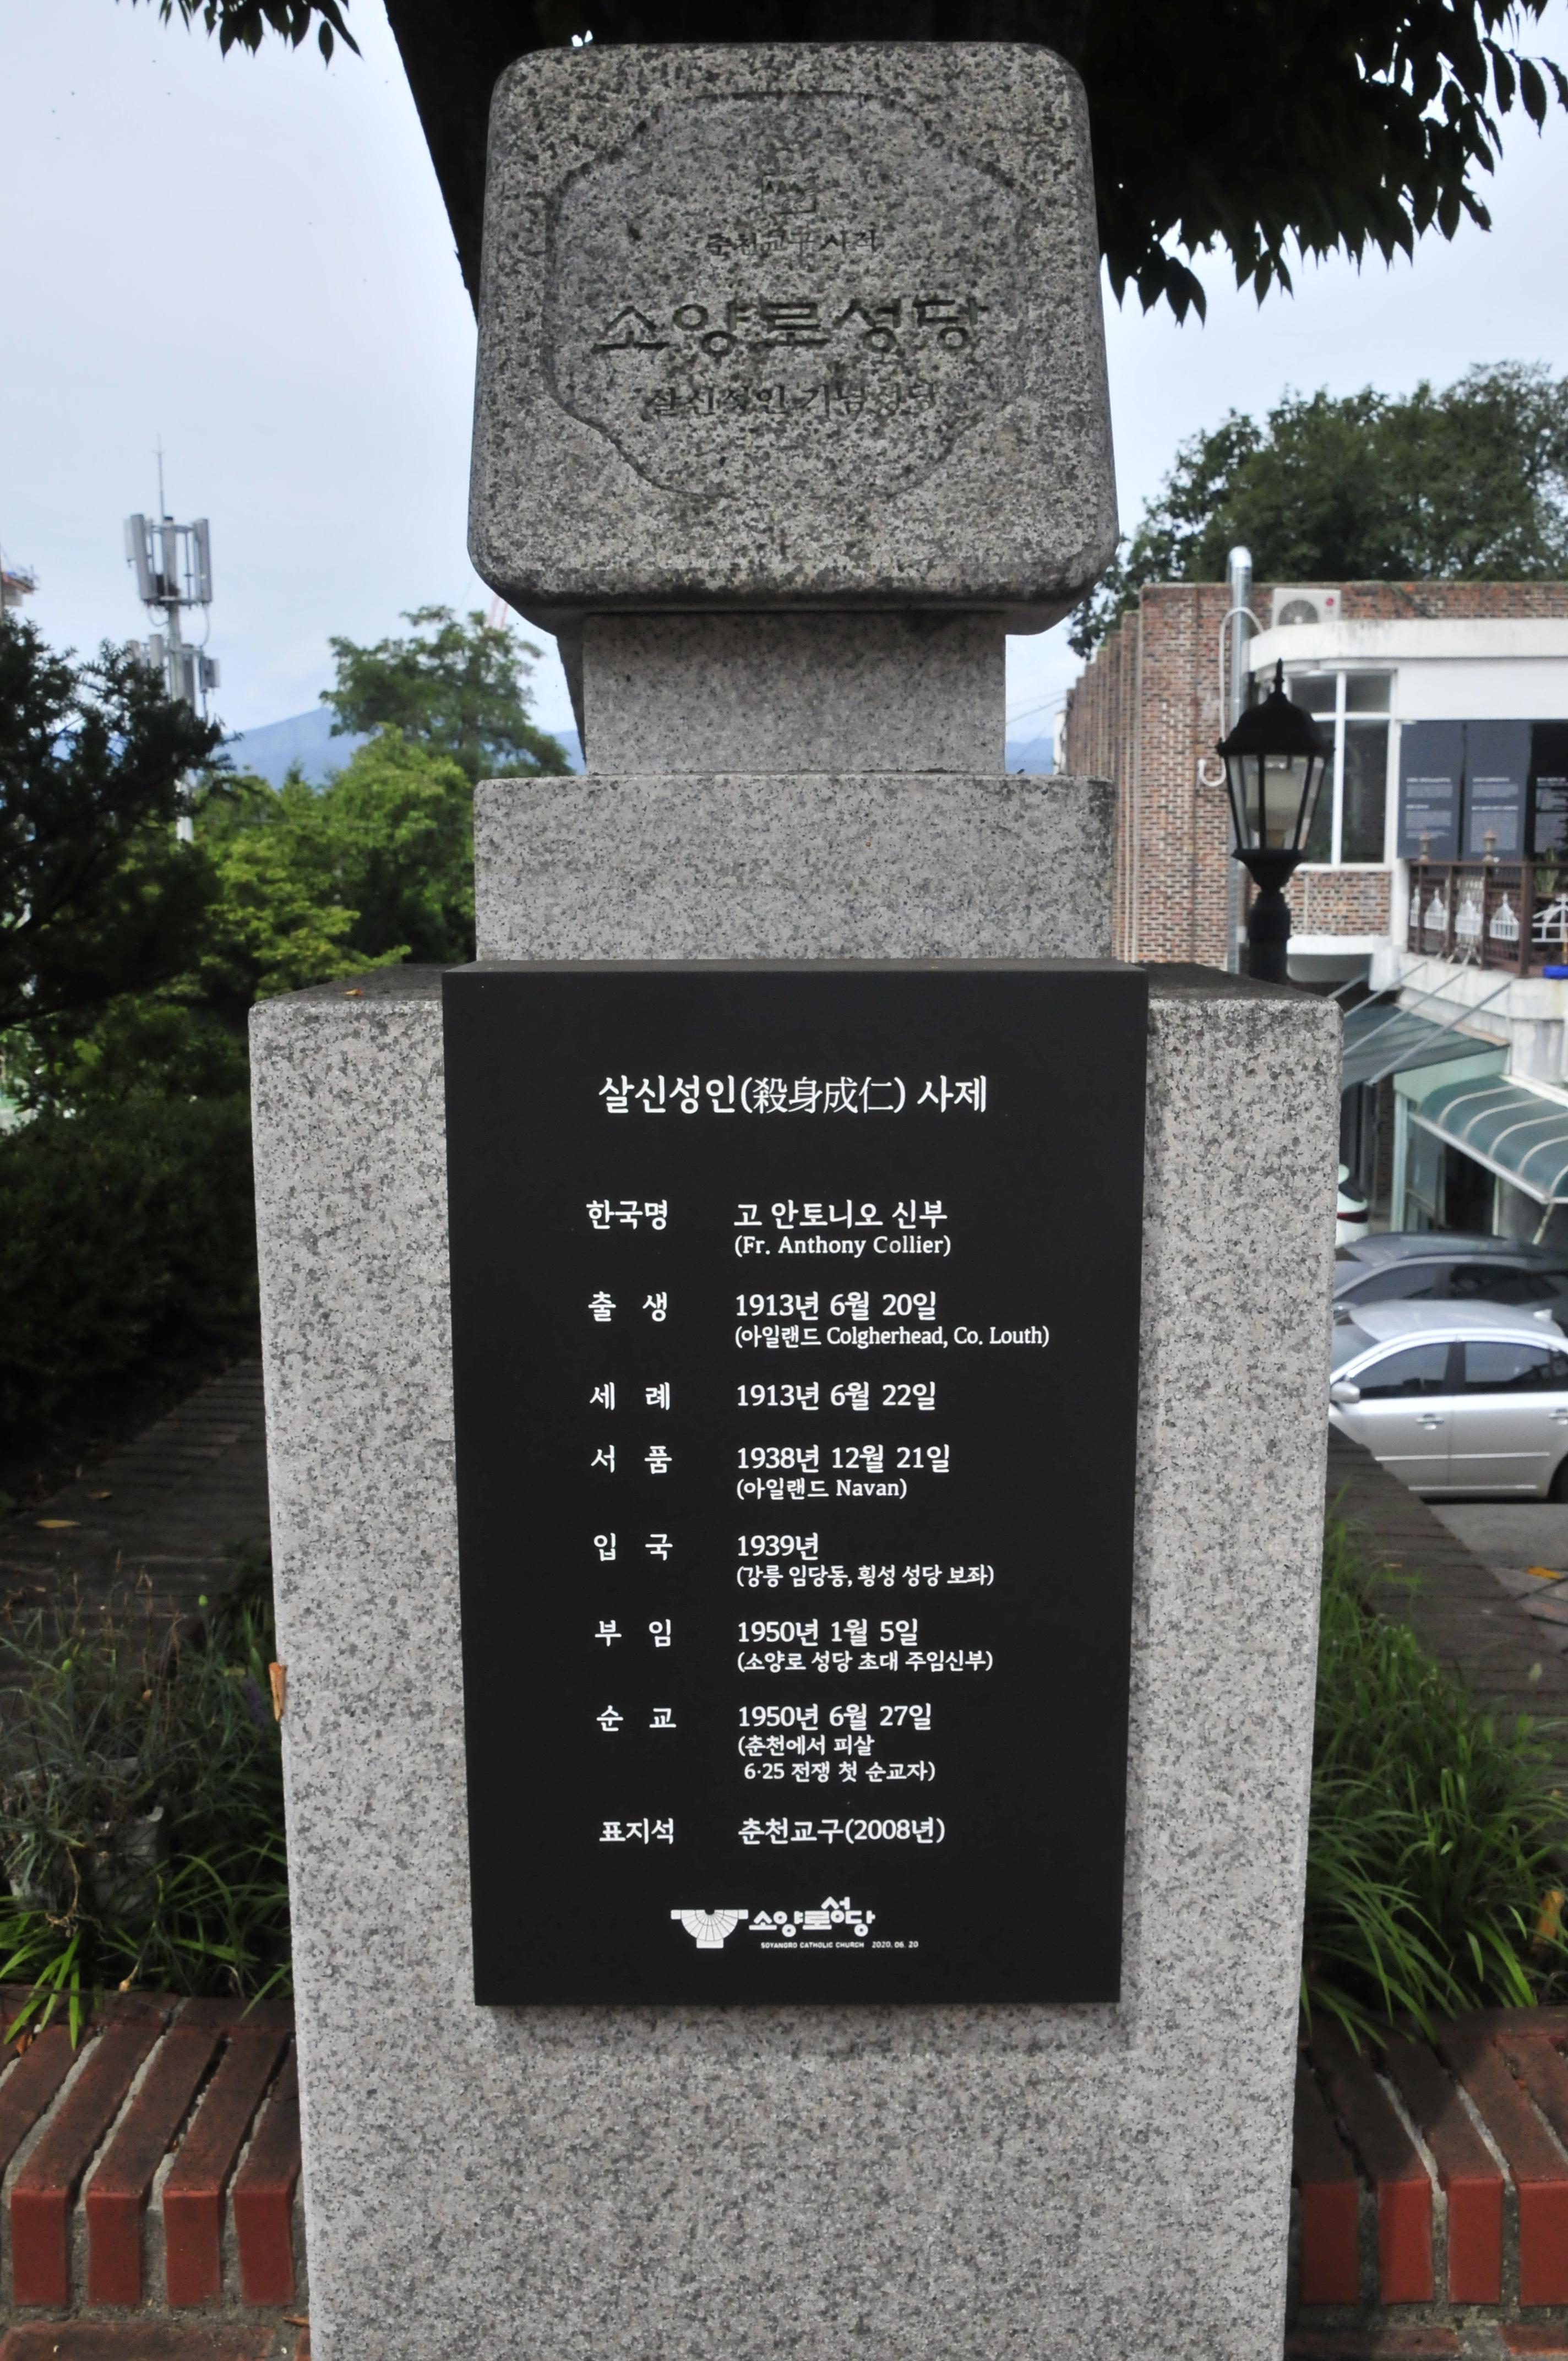 춘천교구 사적
소양로성당
살신성인 기념성당
살신성인(殺身成仁) 사제
한국명 고 안토니오 신부
(Fr. Anthony Collier)
출 생 1913년 6월 20일
(아일랜드 Colgherhead, Co. Louth)
세 례 1913년 6월 22일
서 품 1938년 12월 21일
(아일랜드 Navan)
입 국 1939년
(강릉 임당동, 횡성 성당 보좌)
부 임 1950년 1월 5일
(소양로 성당 초대 주임신부)
순 교 1950년 6월 27일
(춘천에서 피살
6·25 전쟁 첫 순교자)
표지석 춘천교구(2008년)
소양로성당
SOYANGRO CATHOLIC CHURCH 2020. 06. 20